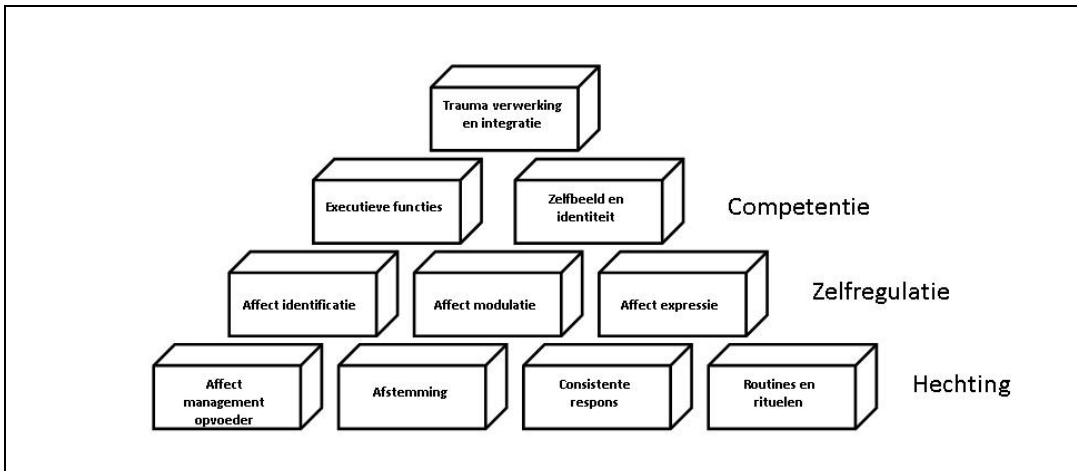 Trauma verwerking
en integratie
Executieve functies
Zelfbeeld en
identiteit
Competentie
Affect identificatie
Affect modulatie
Affect expressie
Zelfregulatie
Affect
management
opvoeder
Afstemming
Consistente
respons
Routines en
rituelen
Hechting